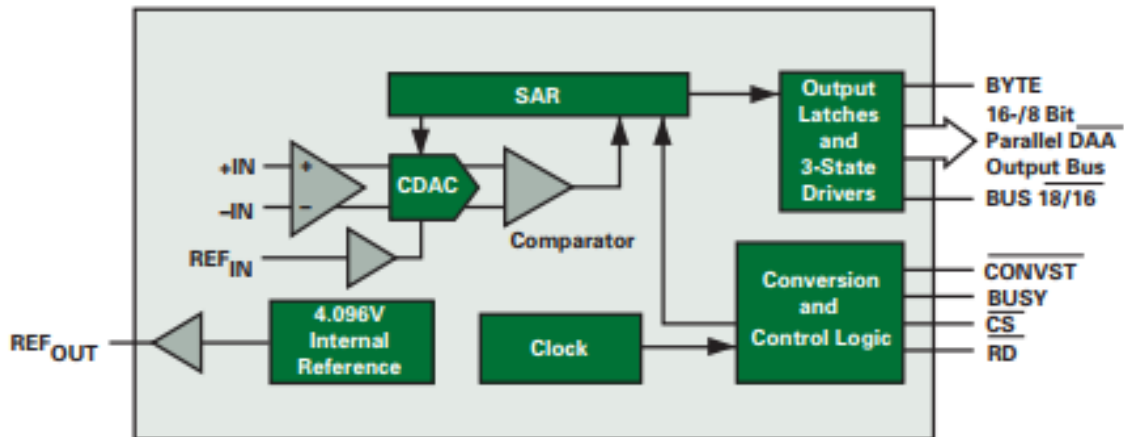 SAR
Output
Latches
and
3-State
Drivers
BYTE
16-/8 Bit
Parallel DAA
Output Bus
BUS 18/16
+IN
+
–IN
–
CDAC
Comparator
REFIN
Conversion
and
Control Logic
CONVST
BUSY
CS
RD
4.096V
Internal
Reference
REFOUT
Clock